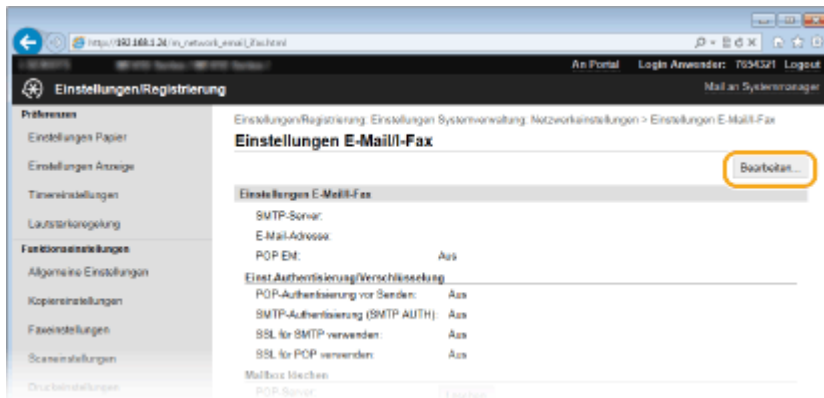 http://192.168.1.24/m_network_email_ifax.html
An Portal Login Anwender: 7654321 Logout
Einstellungen/Registrierung
Mail an Systemmanager
Präferenzen
Einstellungen Papier
Einstellungen Anzeige
Timereinstellungen
Lautstärkeregelung
Funktionseinstellungen
Allgemeine Einstellungen
Kopiereinstellungen
Faxeinstellungen
Scaneinstellungen
Druckeinstellungen
Einstellungen/Registrierung: Einstellungen Systemverwaltung: Netzwerkeinstellungen > Einstellungen E-Mail/I-Fax
Einstellungen E-Mail/I-Fax
Bearbeiten...
Einstellungen E-Mail/I-Fax
SMTP-Server:
E-Mail-Adresse:
POP EM: Aus
Einst.Authentisierung/Verschlüsselung
POP-Authentisierung vor Senden: Aus
SMTP-Authentisierung (SMTP AUTH): Aus
SSL für SMTP verwenden: Aus
SSL für POP verwenden: Aus
Mailbox löschen
POP-Server: